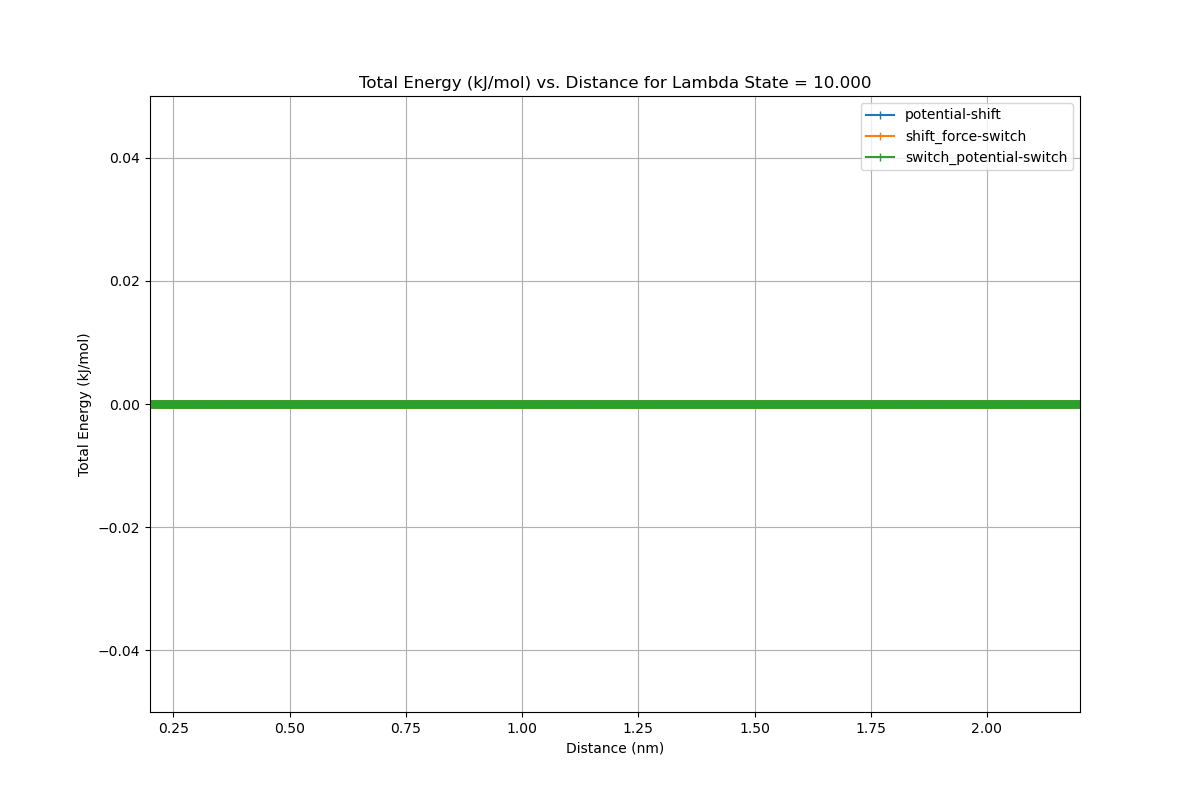 Total Energy (kJ/mol) vs. Distance for Lambda State = 10.000
potential-shift
shift_force-switch
switch_potential-switch
0.04
0.02
0.00
−0.02
−0.04
Total Energy (kJ/mol)
0.25 0.50 0.75 1.00 1.25 1.50 1.75 2.00
Distance (nm)